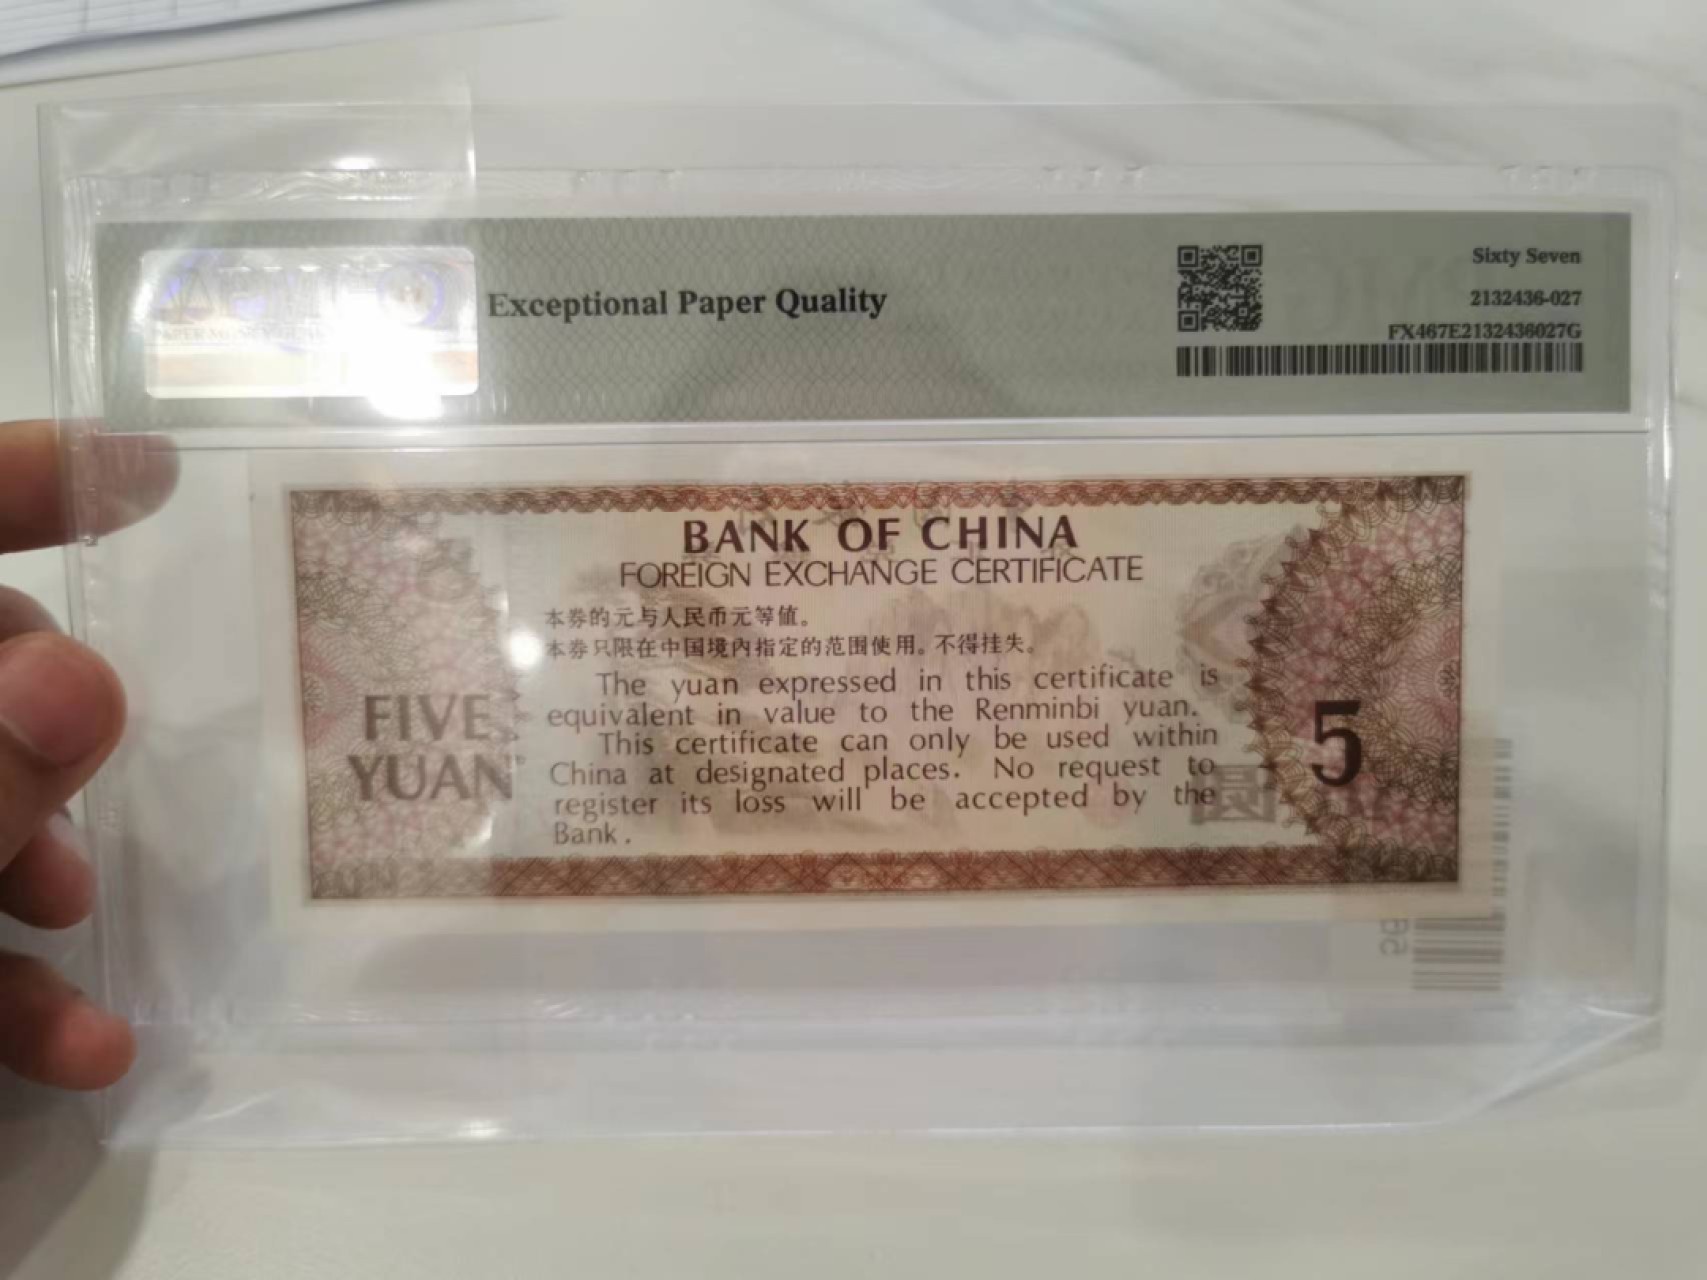 Exceptional Paper Quality
Sixty Seven
2132436-027
FX467E2132436027G
BANK OF CHINA
FOREIGN EXCHANGE CERTIFICATE
本券的元与人民币元等值。
本券只限在中国境内指定的范围使用。不得挂失。
The yuan expressed in this certificate is
equivalent in value to the Renminbi yuan.
This certificate can only be used within
China at designated places. No request to
register its loss will be accepted by the
Bank.
FIVE
YUAN
5
圆